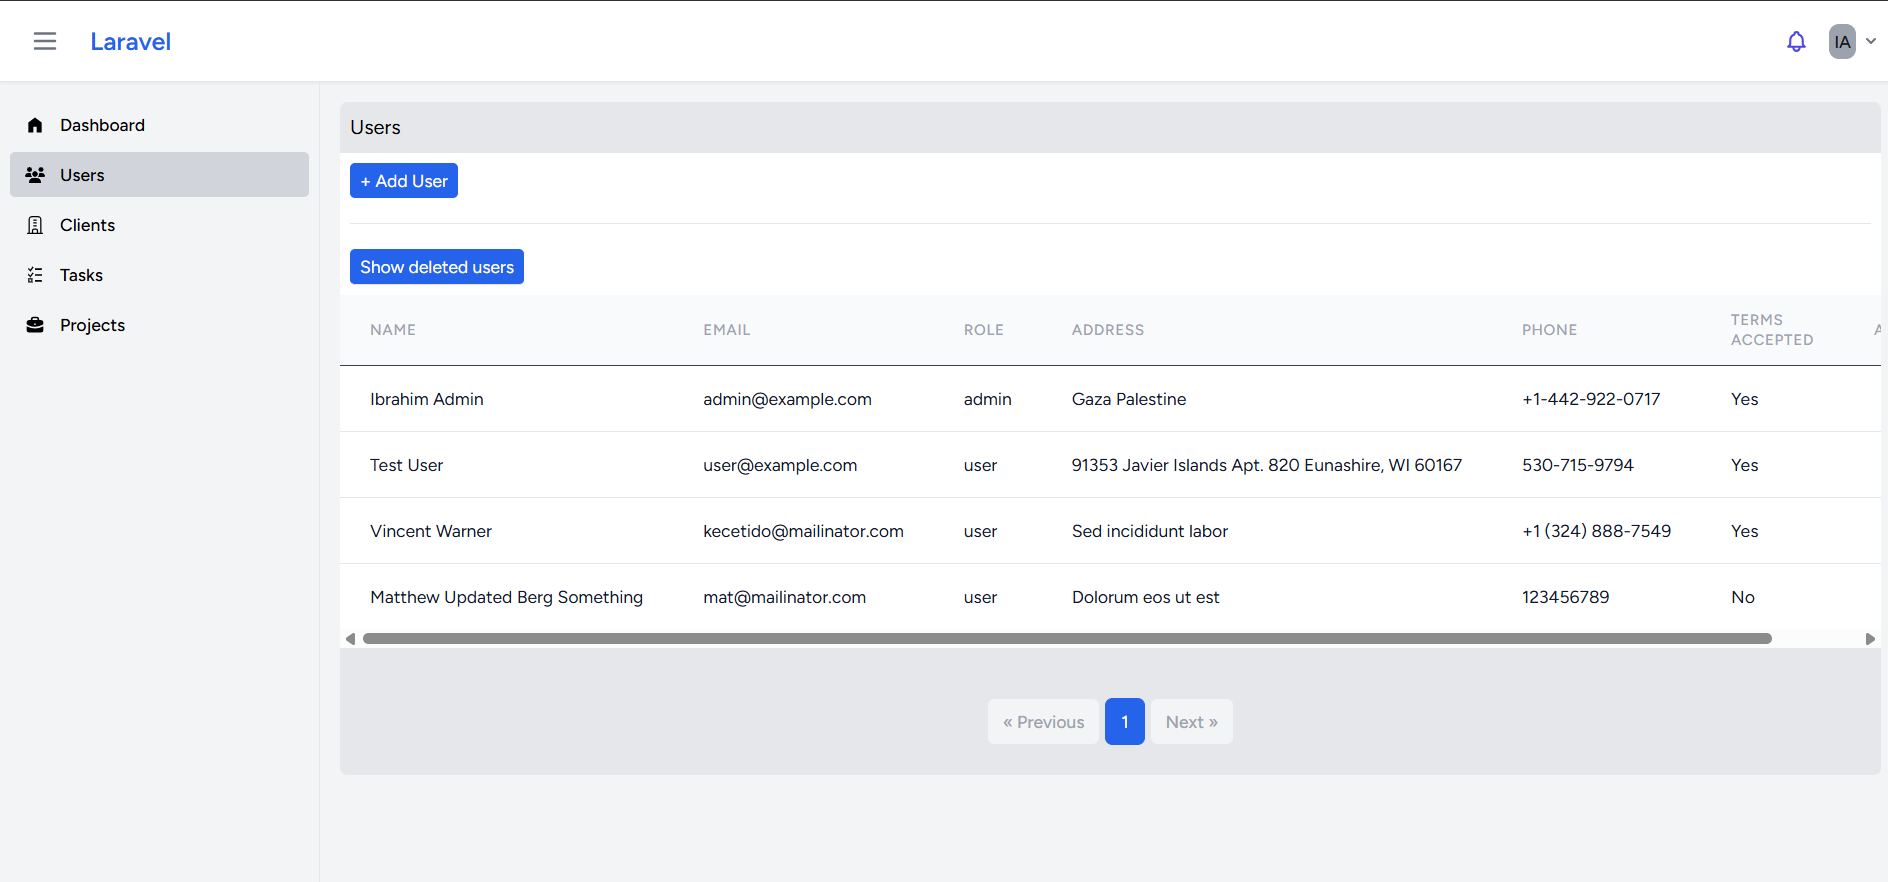 Laravel
IA
Dashboard
Users
Clients
Tasks
Projects
Users
+ Add User
Show deleted users
NAME EMAIL ROLE ADDRESS PHONE TERMS ACCEPTED
Ibrahim Admin admin@example.com admin Gaza Palestine +1-442-922-0717 Yes
Test User user@example.com user 91353 Javier Islands Apt. 820 Eunashire, WI 60167 530-715-9794 Yes
Vincent Warner kecetido@mailinator.com user Sed incididunt labor +1 (324) 888-7549 Yes
Matthew Updated Berg Something mat@mailinator.com user Dolorum eos ut est 123456789 No
« Previous 1 Next »